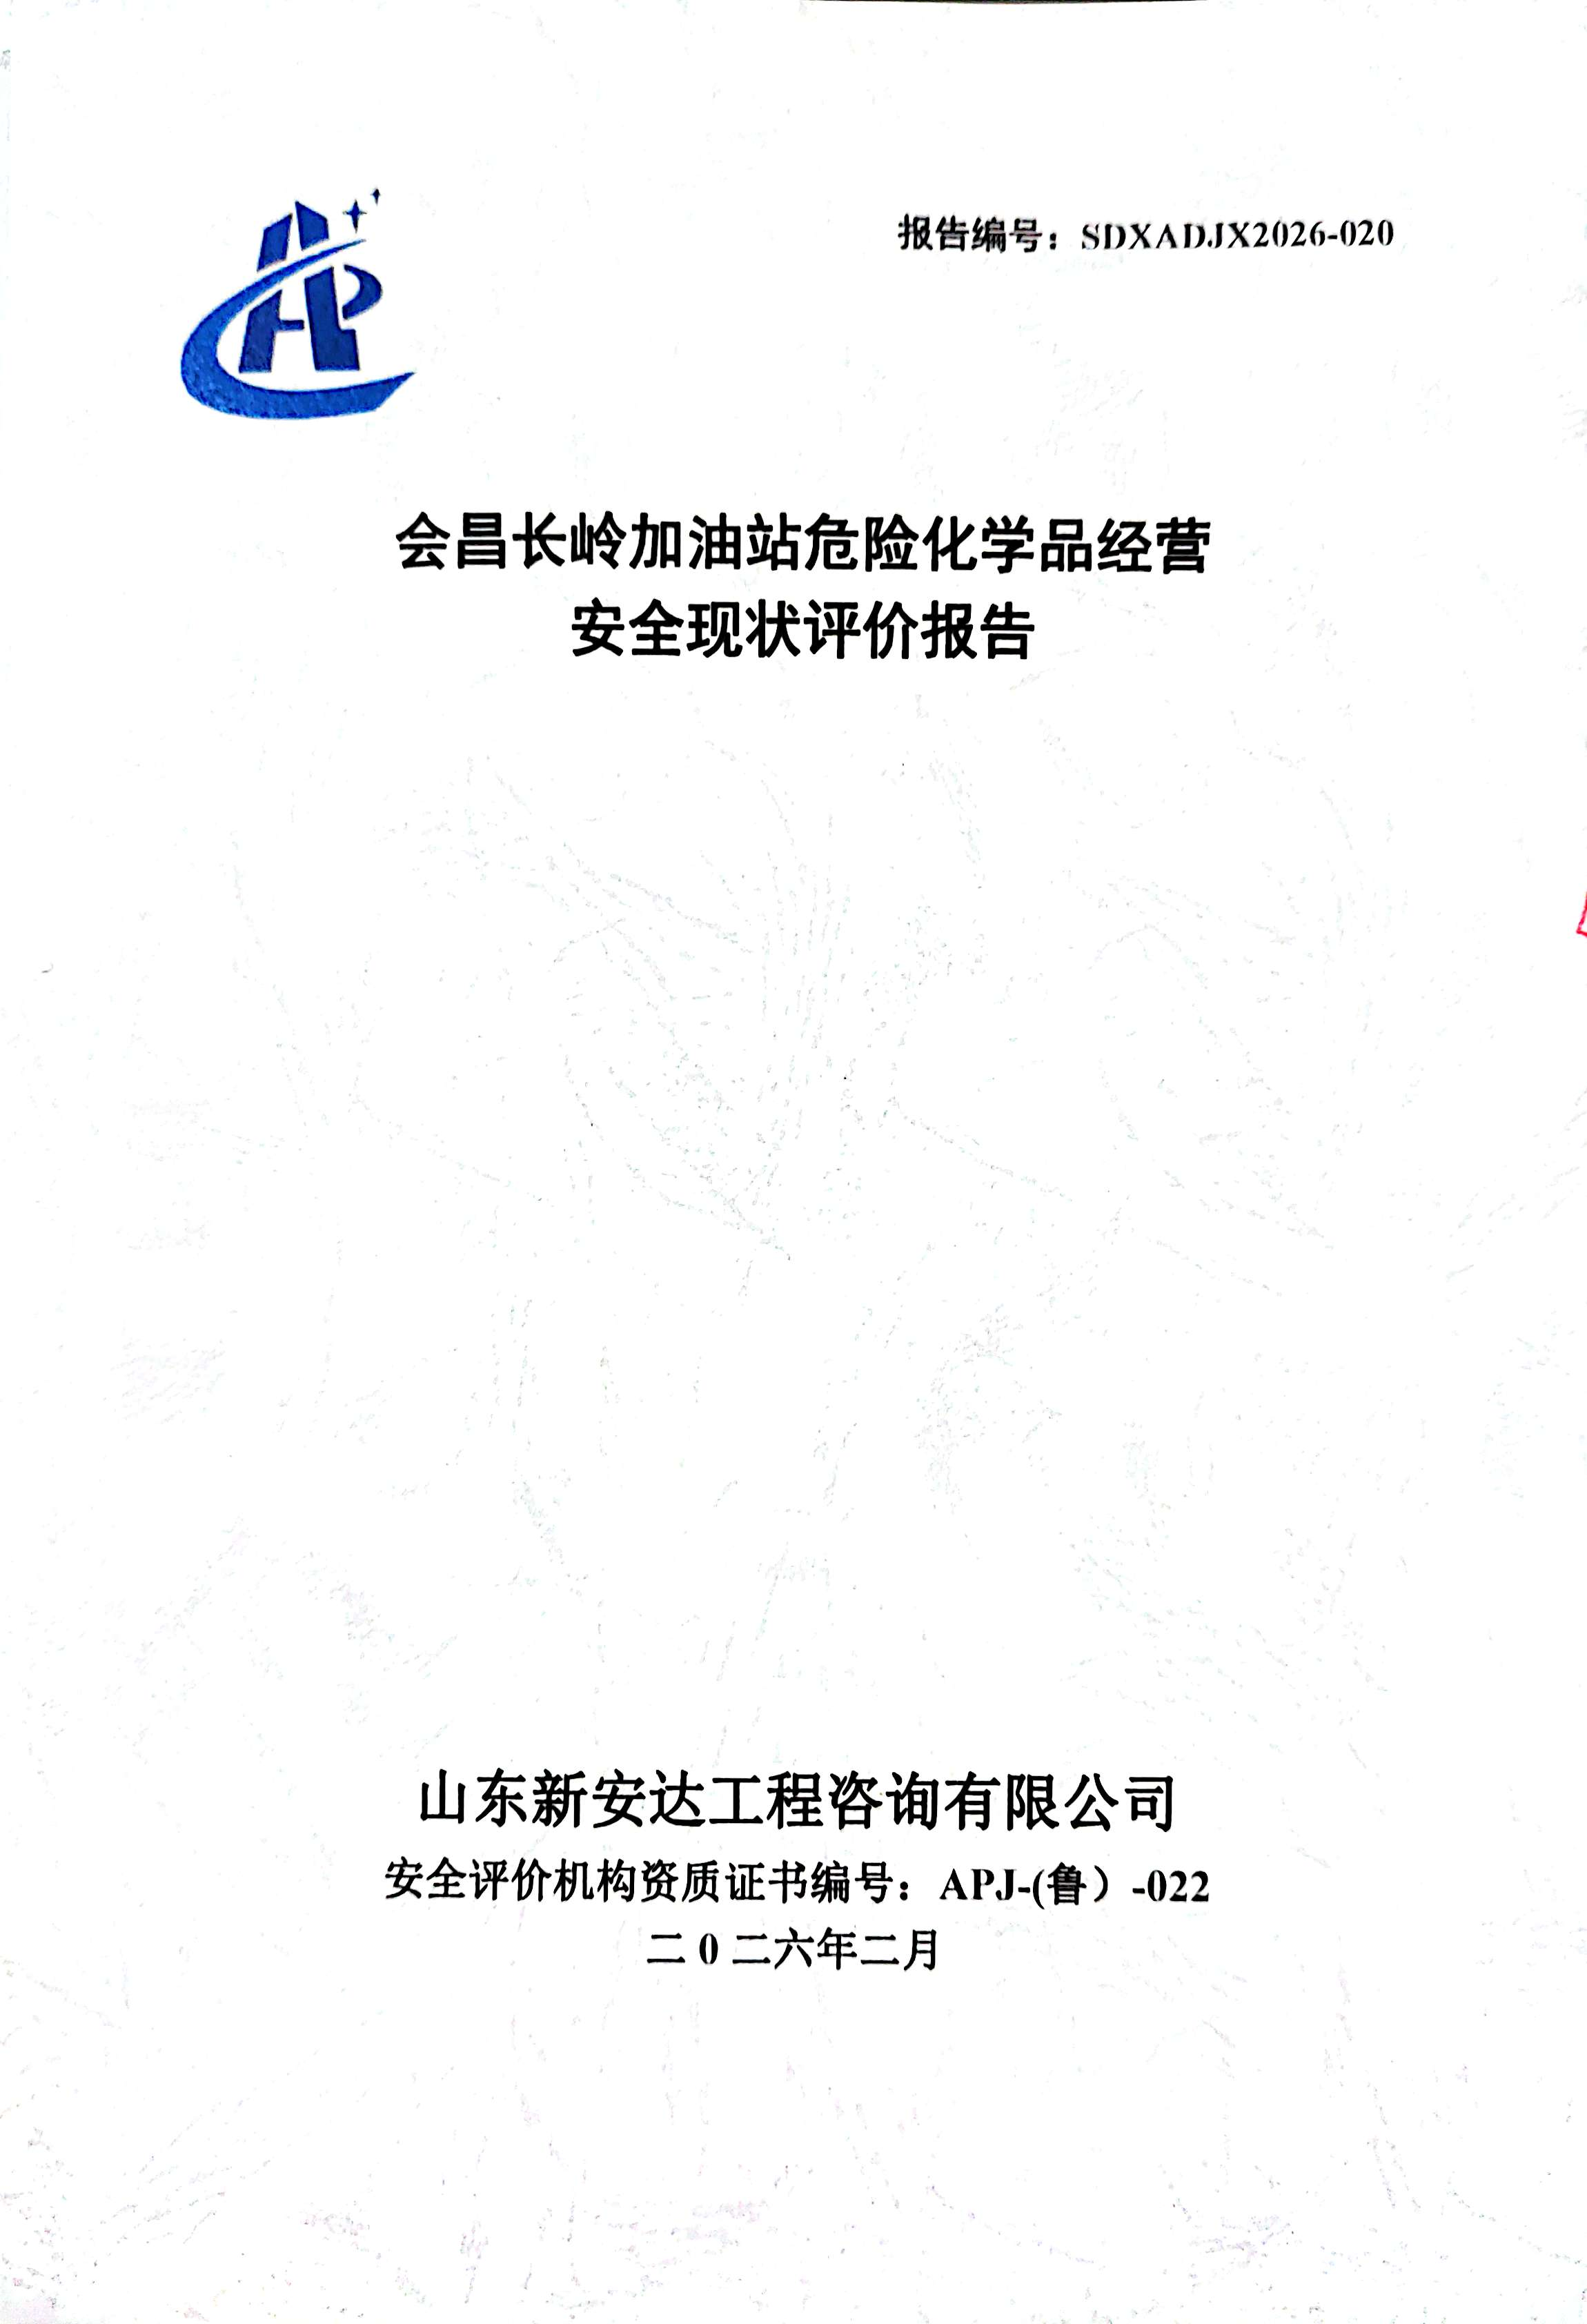 报告编号：SDXADJX2026-020
会昌长岭加油站危险化学品经营
安全现状评价报告
山东新安达工程咨询有限公司
安全评价机构资质证书编号：APJ-(鲁）-022
二0二六年二月